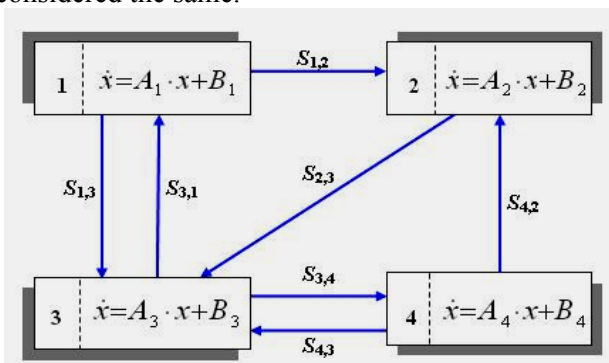 considered the same.
1 ẋ=A₁·x+B₁
S₁,₂
2 ẋ=A₂·x+B₂
S₁,₃
S₃,₁
S₂,₃
S₄,₂
3 ẋ=A₃·x+B₃
S₃,₄
S₄,₃
4 ẋ=A₄·x+B₄